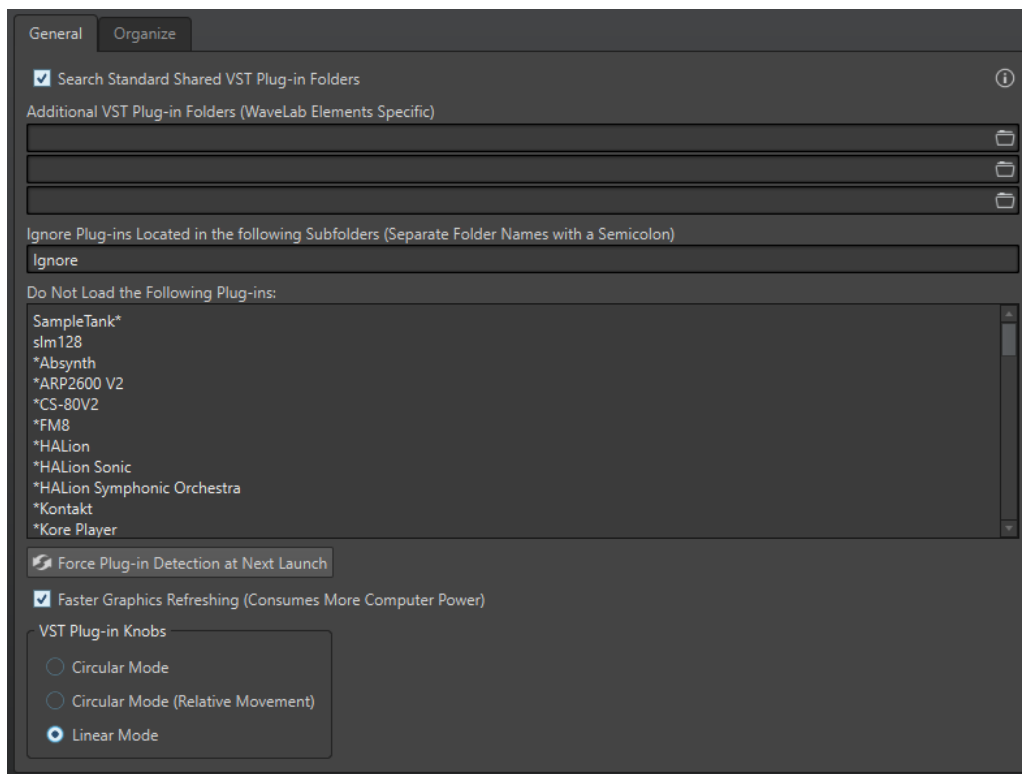 General
Organize
Search Standard Shared VST Plug-in Folders
Additional VST Plug-in Folders (WaveLab Elements Specific)
Ignore Plug-ins Located in the following Subfolders (Separate Folder Names with a Semicolon)
Ignore
Do Not Load the Following Plug-ins:
SampleTank*
slm128
*Absynth
*ARP2600 V2
*CS-80V2
*FM8
*HALion
*HALion Sonic
*HALion Symphonic Orchestra
*Kontakt
*Kore Player
Force Plug-in Detection at Next Launch
Faster Graphics Refreshing (Consumes More Computer Power)
VST Plug-in Knobs
Circular Mode
Circular Mode (Relative Movement)
Linear Mode